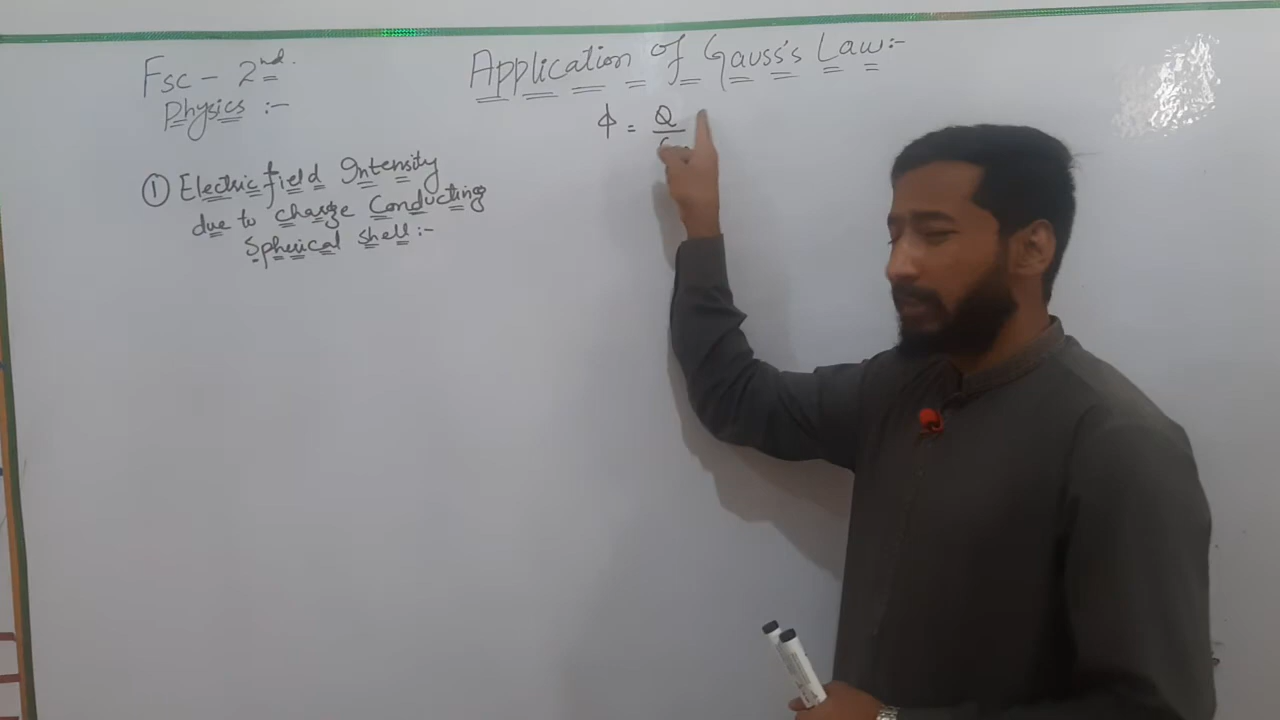 Fsc - 2nd.
Physics :-
Application of Gauss's Law:-
ϕ = Q
① Electric field Intensity
due to charge Conducting
Spherical shell :-